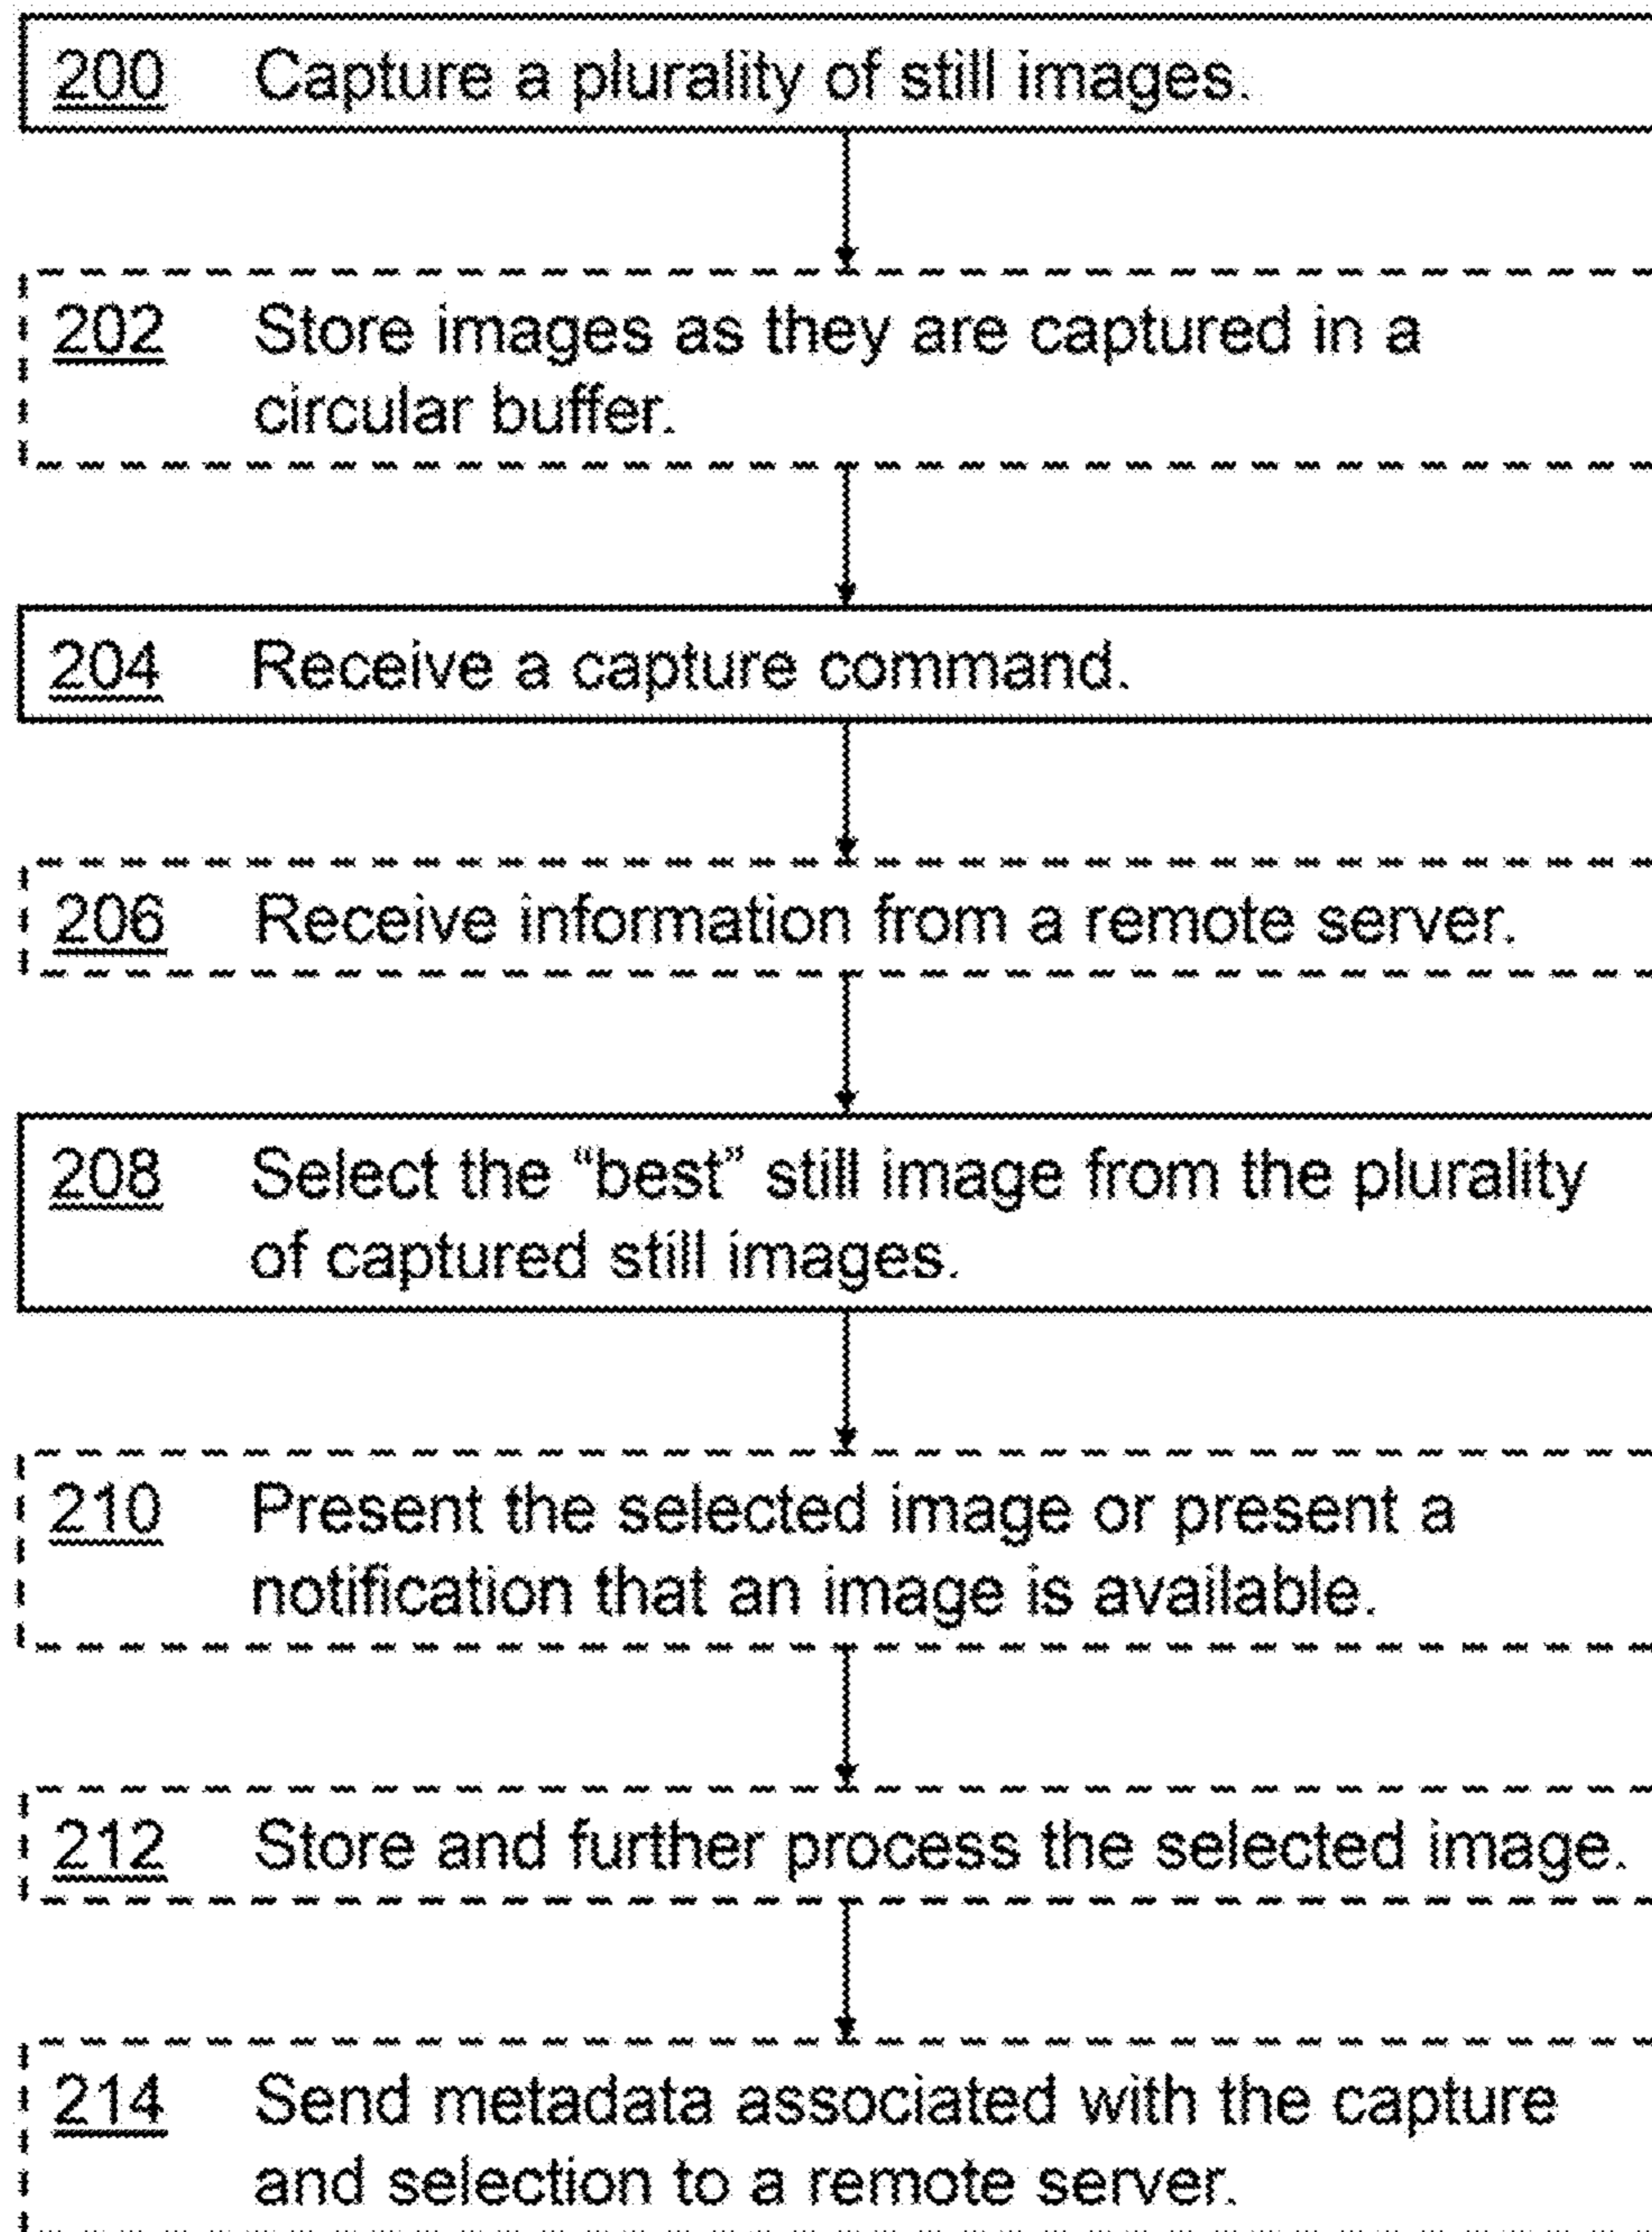 200 Capture a plurality of still images.
202 Store images as they are captured in a
circular buffer.
204 Receive a capture command.
206 Receive information from a remote server.
208 Select the “best” still image from the plurality
of captured still images.
210 Present the selected image or present a
notification that an image is available.
212 Store and further process the selected image.
214 Send metadata associated with the capture
and selection to a remote server.